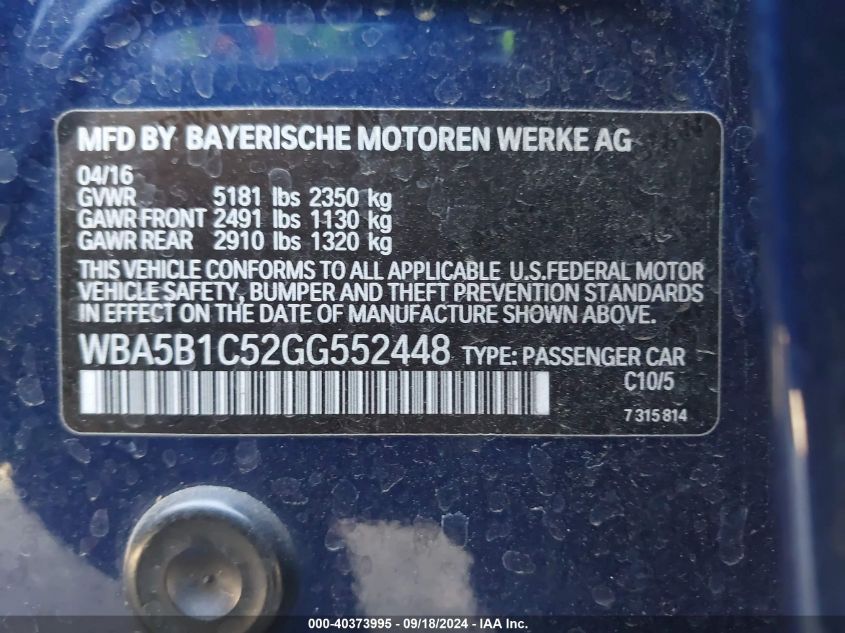 MFD BY BAYERISCHE MOTOREN WERKE AG
04/16
GVWR 5181 lbs 2350 kg
GAWR FRONT 2491 lbs 1130 kg
GAWR REAR 2910 lbs 1320 kg
THIS VEHICLE CONFORMS TO ALL APPLICABLE U.S.FEDERAL MOTOR
VEHICLE SAFETY, BUMPER AND THEFT PREVENTION STANDARDS
IN EFFECT ON THE DATE OF MANUFACTURE SHOWN ABOVE.
WBA5B1C52GG552448 TYPE: PASSENGER CAR
C10/5
7 315 814
000-40373995 - 09/18/2024 - IAA Inc.